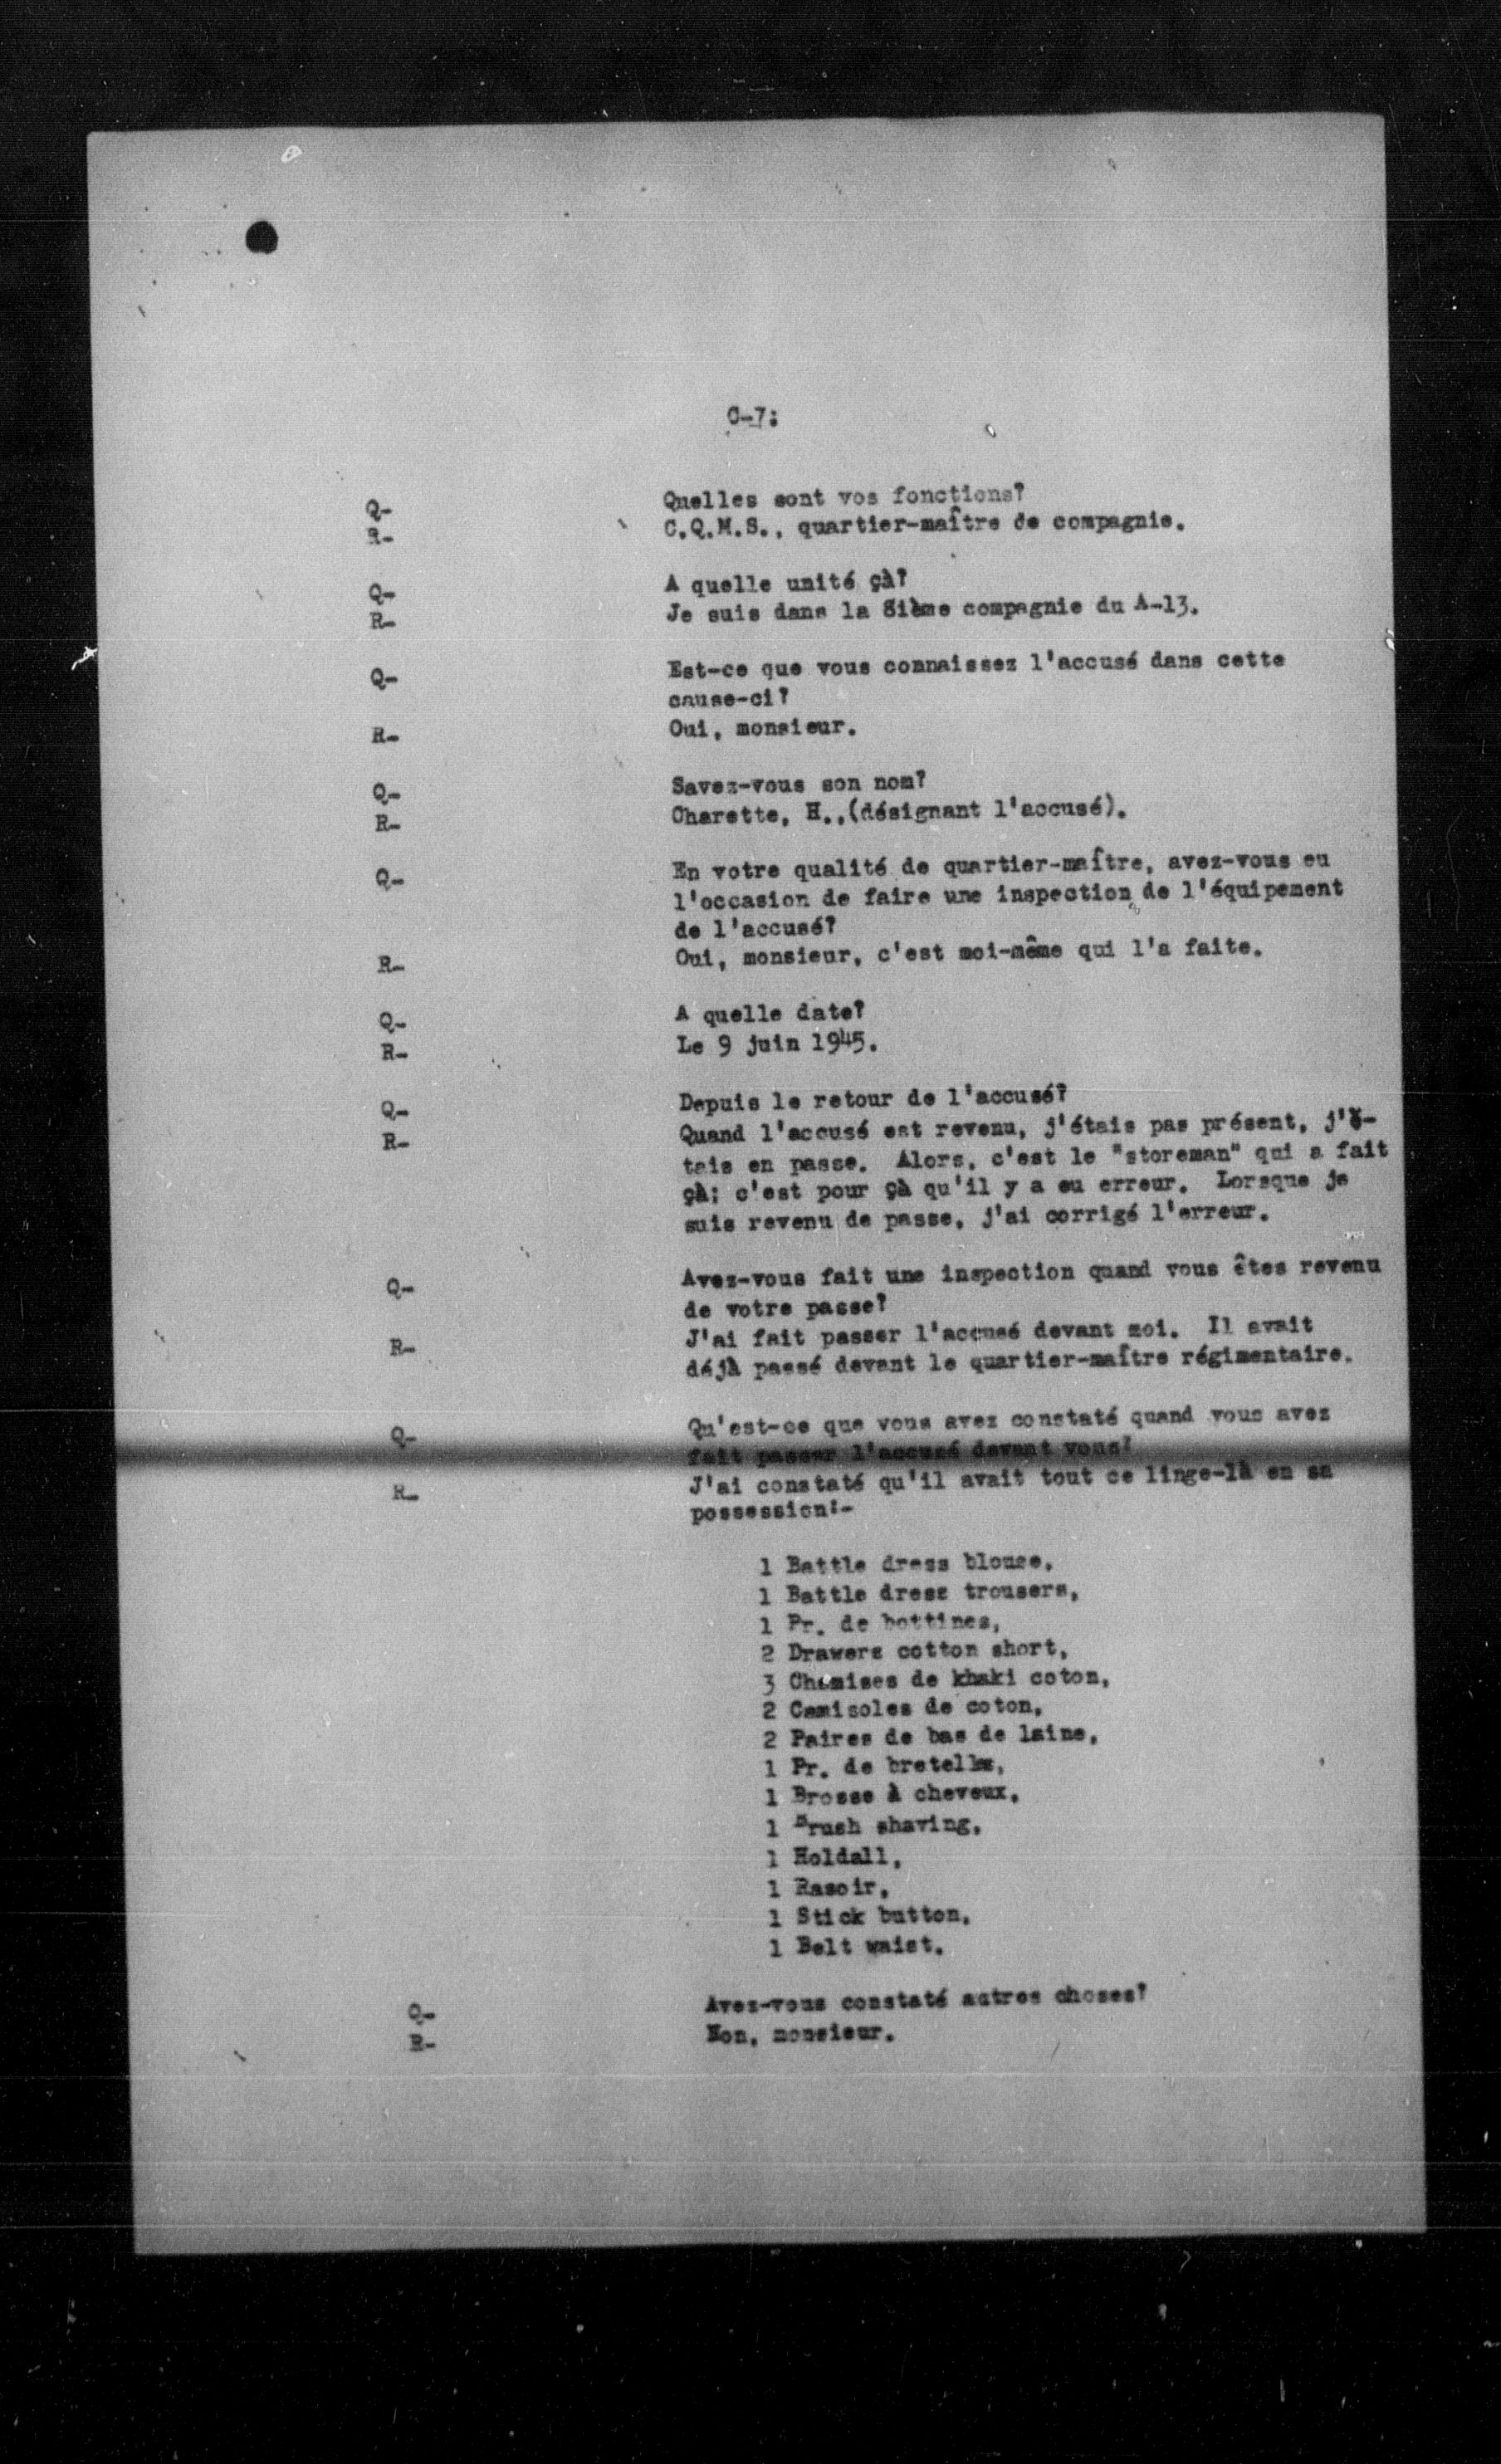 C-7:
Q- Quelles sont vos fonctions?
R- C.Q.M.S., quartier-maître de compagnie.
Q- A quelle unité çà?
R- Je suis dans la 8ième compagnie du A-13.
Q- Est-ce que vous connaissez l'accusé dans cette
cause-ci?
R- Oui, monsieur.
Q- Savez-vous son nom?
R- Charette, H.,(désignant l'accusé).
Q- En votre qualité de quartier-maître, avez-vous eu
l'occasion de faire une inspection de l'équipement
de l'accusé?
R- Oui, monsieur, c'est moi-même qui l'a faite.
Q- A quelle date?
R- Le 9 juin 1945.
Q- Depuis le retour de l'accusé?
R- Quand l'accusé est revenu, j'étais pas présent, j'é-
tais en passe. Alors, c'est le "storeman" qui a fait
çà; c'est pour çà qu'il y a eu erreur. Lorsque je
suis revenu de passe, j'ai corrigé l'erreur.
Q- Avez-vous fait une inspection quand vous êtes revenu
de votre passe?
R- J'ai fait passer l'accusé devant moi. Il avait
déjà passé devant le quartier-maître régimentaire.
Q- Qu'est-ce que vous avez constaté quand vous avez
fait passer l'accusé devant vous?
R- J'ai constaté qu'il avait tout ce linge-là en sa
possession:-
1 Battle dress blouse,
1 Battle dress trousers,
1 Pr. de bottines,
2 Drawers cotton short,
3 Chemises de khaki coton,
2 Camisoles de coton,
2 Paires de bas de laine,
1 Pr. de bretelles,
1 Brosse à cheveux,
1 Brush shaving,
1 Holdall,
1 Rasoir,
1 Stick button,
1 Belt waist.
Q- Avez-vous constaté autres choses?
R- Non, monsieur.